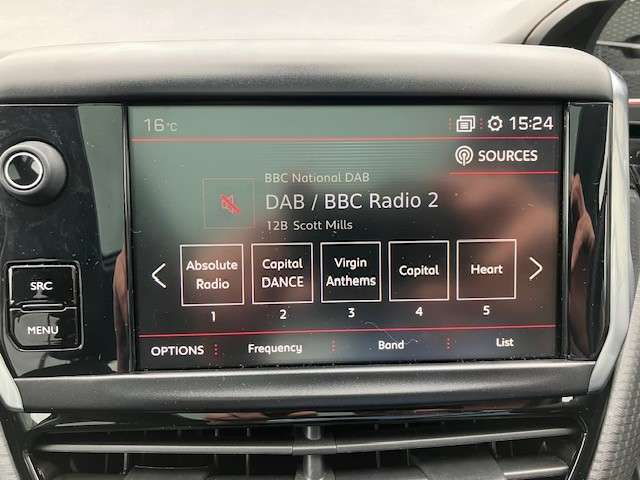 16°C 15:24
SOURCES
BBC National DAB
DAB / BBC Radio 2
12B Scott Mills
Absolute Radio
Capital DANCE
Virgin Anthems
Capital
Heart
1 2 3 4 5
OPTIONS Frequency Band List
SRC
MENU